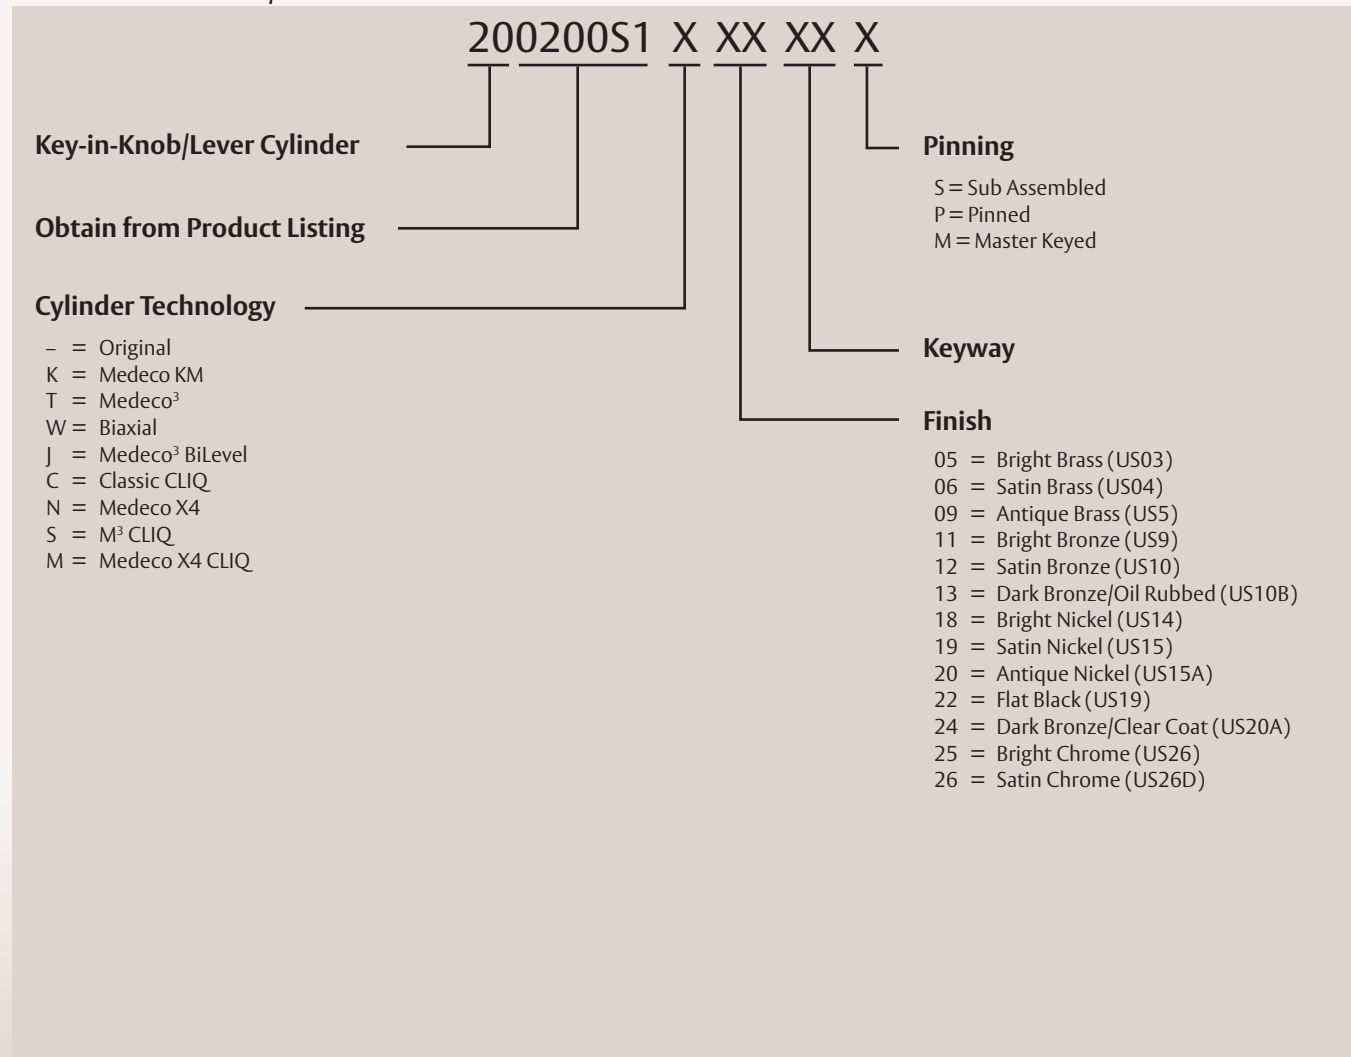 200200S1 X XX XX X
Key-in-Knob/Lever Cylinder
Obtain from Product Listing
Cylinder Technology
– = Original
K = Medeco KM
T = Medeco³
W = Biaxial
J = Medeco³ BiLevel
C = Classic CLIQ
N = Medeco X4
S = M³ CLIQ
M = Medeco X4 CLIQ
Pinning
S = Sub Assembled
P = Pinned
M = Master Keyed
Keyway
Finish
05 = Bright Brass (US03)
06 = Satin Brass (US04)
09 = Antique Brass (US5)
11 = Bright Bronze (US9)
12 = Satin Bronze (US10)
13 = Dark Bronze/Oil Rubbed (US10B)
18 = Bright Nickel (US14)
19 = Satin Nickel (US15)
20 = Antique Nickel (US15A)
22 = Flat Black (US19)
24 = Dark Bronze/Clear Coat (US20A)
25 = Bright Chrome (US26)
26 = Satin Chrome (US26D)